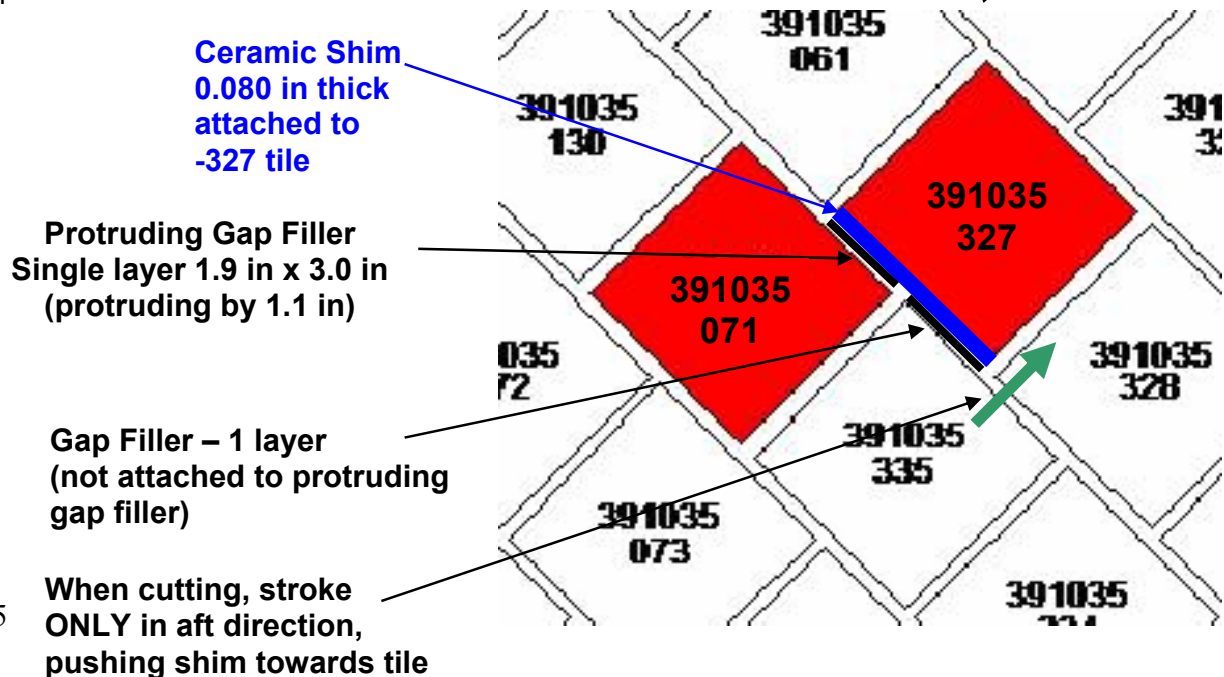 Ceramic Shim
0.080 in thick
attached to
-327 tile
Protruding Gap Filler
Single layer 1.9 in x 3.0 in
(protruding by 1.1 in)
Gap Filler – 1 layer
(not attached to protruding
gap filler)
When cutting, stroke
ONLY in aft direction,
pushing shim towards tile
5
391035
061
391035
130
391035
327
391035
071
035
72
391035
328
391035
335
391035
073
391035